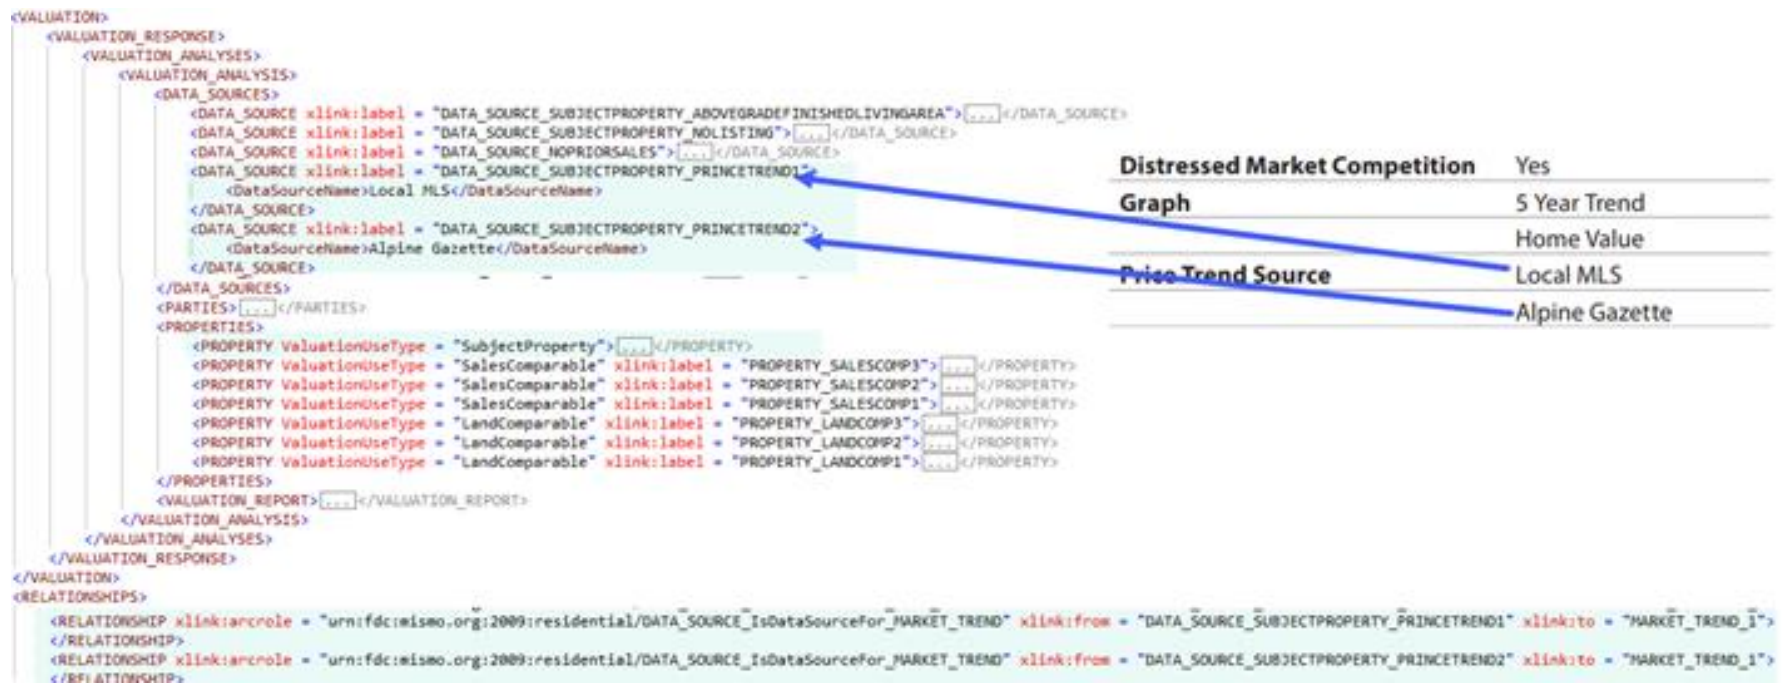 <VALUATION>
<VALUATION_RESPONSE>
<VALUATION_ANALYSES>
<VALUATION_ANALYSIS>
<DATA_SOURCES>
<DATA_SOURCE xlink:label = "DATA_SOURCE_SUBJECTPROPERTY_ABOVEGRADEFINISHEDLIVINGAREA">...</DATA_SOURCE>
<DATA_SOURCE xlink:label = "DATA_SOURCE_SUBJECTPROPERTY_NOLISTING">...</DATA_SOURCE>
<DATA_SOURCE xlink:label = "DATA_SOURCE_NOPRIORSALES">...</DATA_SOURCE>
<DATA_SOURCE xlink:label = "DATA_SOURCE_SUBJECTPROPERTY_PRINCETREND1">
<DataSourceName>Local MLS</DataSourceName>
</DATA_SOURCE>
<DATA_SOURCE xlink:label = "DATA_SOURCE_SUBJECTPROPERTY_PRINCETREND2">
<DataSourceName>Alpine Gazette</DataSourceName>
</DATA_SOURCE>
</DATA_SOURCES>
<PARTIES>...</PARTIES>
<PROPERTIES>
<PROPERTY ValuationUseType = "SubjectProperty">...</PROPERTY>
<PROPERTY ValuationUseType = "SalesComparable" xlink:label = "PROPERTY_SALESCOMP3">...</PROPERTY>
<PROPERTY ValuationUseType = "SalesComparable" xlink:label = "PROPERTY_SALESCOMP2">...</PROPERTY>
<PROPERTY ValuationUseType = "SalesComparable" xlink:label = "PROPERTY_SALESCOMP1">...</PROPERTY>
<PROPERTY ValuationUseType = "LandComparable" xlink:label = "PROPERTY_LANDCOMP3">...</PROPERTY>
<PROPERTY ValuationUseType = "LandComparable" xlink:label = "PROPERTY_LANDCOMP2">...</PROPERTY>
<PROPERTY ValuationUseType = "LandComparable" xlink:label = "PROPERTY_LANDCOMP1">...</PROPERTY>
</PROPERTIES>
<VALUATION_REPORT>...</VALUATION_REPORT>
</VALUATION_ANALYSIS>
</VALUATION_ANALYSES>
</VALUATION_RESPONSE>
</VALUATION>
<RELATIONSHIPS>
<RELATIONSHIP xlink:arcrole = "urn:fdc:mismo.org:2009:residential/DATA_SOURCE_IsDataSourceFor_MARKET_TREND" xlink:from = "DATA_SOURCE_SUBJECTPROPERTY_PRINCETREND1" xlink:to = "MARKET_TREND_1">
</RELATIONSHIP>
<RELATIONSHIP xlink:arcrole = "urn:fdc:mismo.org:2009:residential/DATA_SOURCE_IsDataSourceFor_MARKET_TREND" xlink:from = "DATA_SOURCE_SUBJECTPROPERTY_PRINCETREND2" xlink:to = "MARKET_TREND_1">
</RELATIONSHIP>
Distressed Market Competition Yes
Graph 5 Year Trend
Home Value
Price Trend Source Local MLS
Alpine Gazette